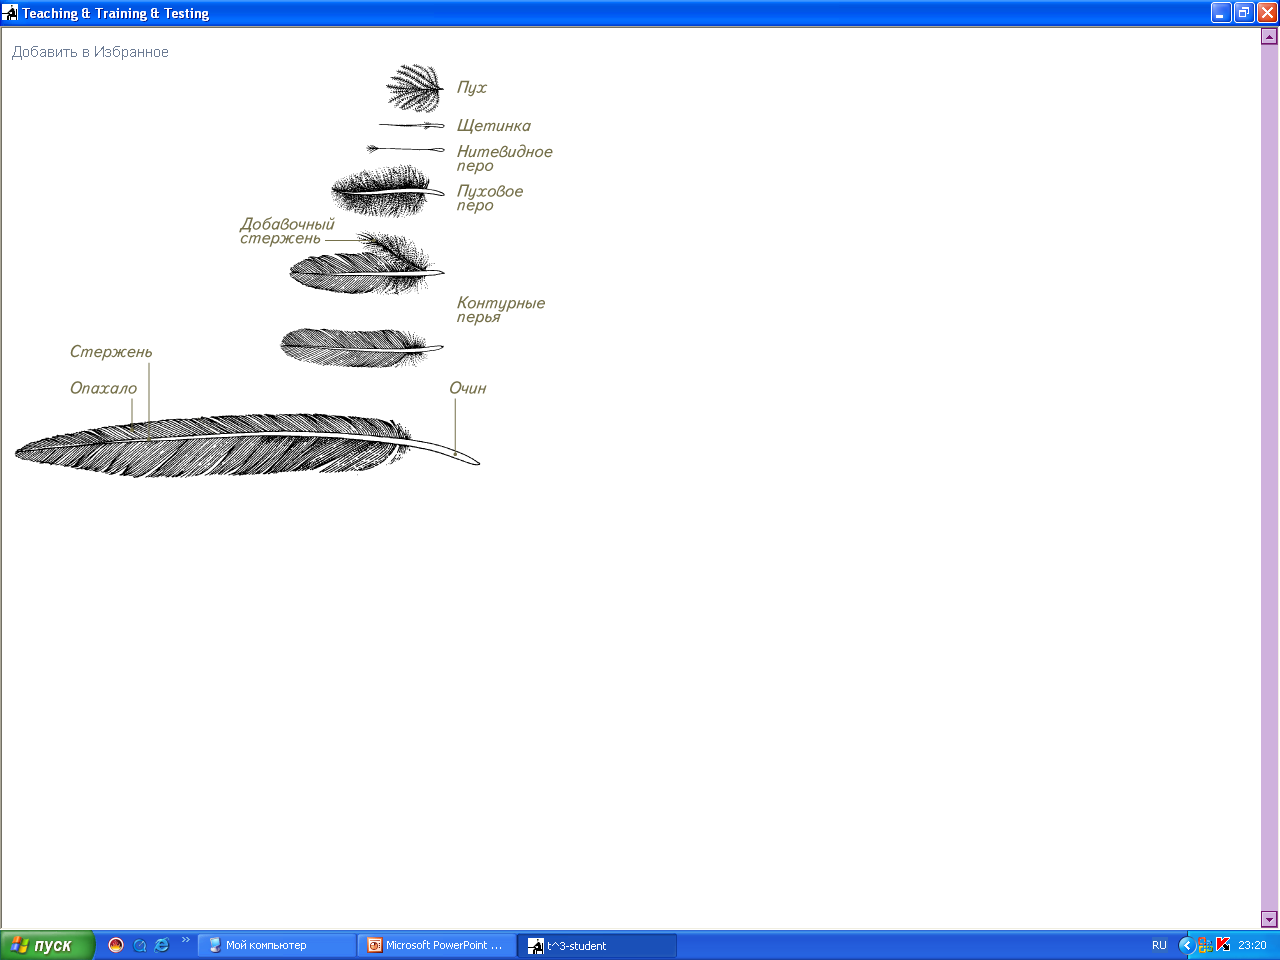 Teaching & Training & Testing
Добавить в Избранное
Пух
Щетинка
Нитевидное
перо
Пуховое
перо
Добавочный
стержень
Контурные
перья
Стержень
Опахало
Очин
пуск
Мой компьютер
Microsoft PowerPoint ...
t^3-student
RU
23:20